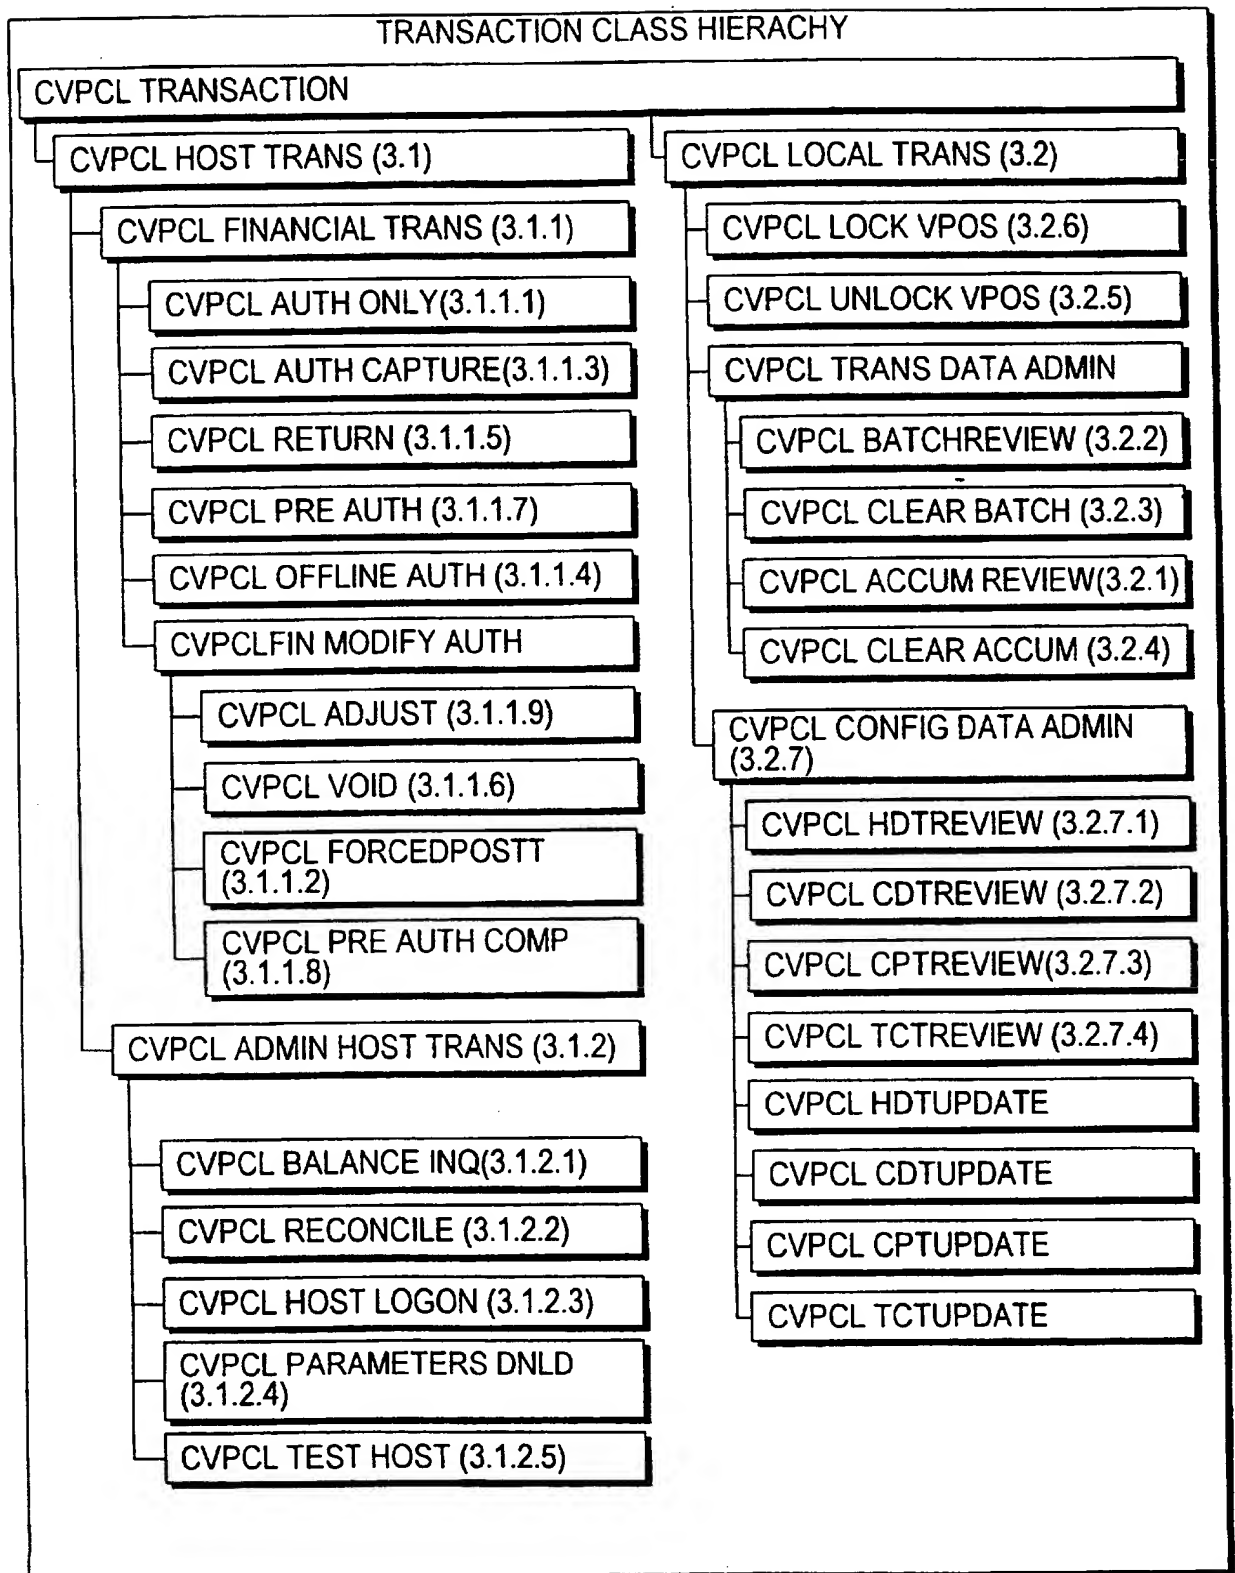 TRANSACTION CLASS HIERACHY
CVPCL TRANSACTION
CVPCL HOST TRANS (3.1)
CVPCL FINANCIAL TRANS (3.1.1)
CVPCL AUTH ONLY(3.1.1.1)
CVPCL AUTH CAPTURE(3.1.1.3)
CVPCL RETURN (3.1.1.5)
CVPCL PRE AUTH (3.1.1.7)
CVPCL OFFLINE AUTH (3.1.1.4)
CVPCLFIN MODIFY AUTH
CVPCL ADJUST (3.1.1.9)
CVPCL VOID (3.1.1.6)
CVPCL FORCEDPOSTT
(3.1.1.2)
CVPCL PRE AUTH COMP
(3.1.1.8)
CVPCL ADMIN HOST TRANS (3.1.2)
CVPCL BALANCE INQ(3.1.2.1)
CVPCL RECONCILE (3.1.2.2)
CVPCL HOST LOGON (3.1.2.3)
CVPCL PARAMETERS DNLD
(3.1.2.4)
CVPCL TEST HOST (3.1.2.5)
CVPCL LOCAL TRANS (3.2)
CVPCL LOCK VPOS (3.2.6)
CVPCL UNLOCK VPOS (3.2.5)
CVPCL TRANS DATA ADMIN
CVPCL BATCHREVIEW (3.2.2)
CVPCL CLEAR BATCH (3.2.3)
CVPCL ACCUM REVIEW(3.2.1)
CVPCL CLEAR ACCUM (3.2.4)
CVPCL CONFIG DATA ADMIN
(3.2.7)
CVPCL HDTREVIEW (3.2.7.1)
CVPCL CDTREVIEW (3.2.7.2)
CVPCL CPTREVIEW(3.2.7.3)
CVPCL TCTREVIEW (3.2.7.4)
CVPCL HDTUPDATE
CVPCL CDTUPDATE
CVPCL CPTUPDATE
CVPCL TCTUPDATE